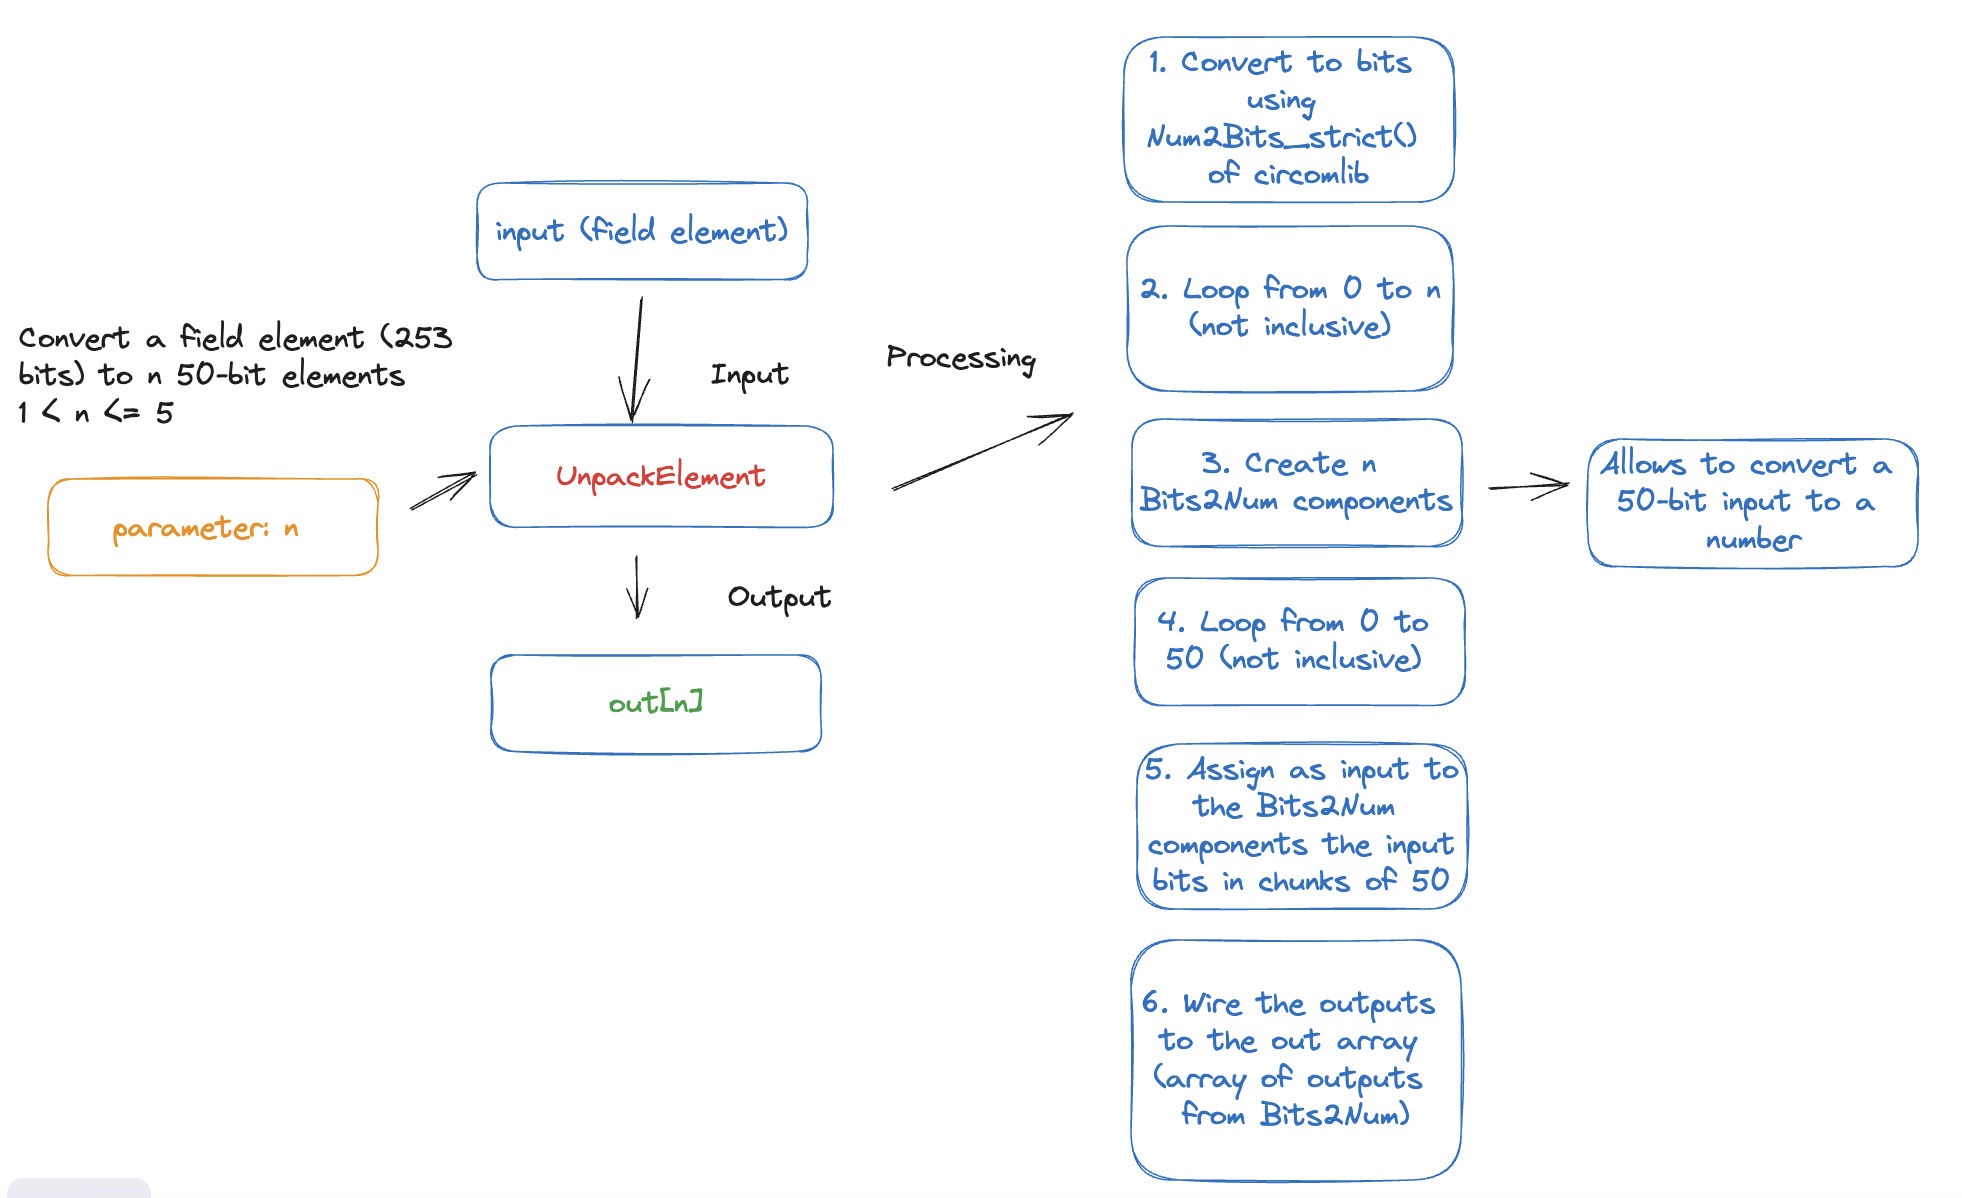 Convert a field element (253
bits) to n 50-bit elements
1 < n <= 5
parameter: n
input (field element)
Input
UnpackElement
Output
out[n]
Processing
1. Convert to bits
using
Num2Bits_strict()
of circomlib
2. Loop from 0 to n
(not inclusive)
3. Create n
Bits2Num components
Allows to convert a
50-bit input to a
number
4. Loop from 0 to
50 (not inclusive)
5. Assign as input to
the Bits2Num
components the input
bits in chunks of 50
6. Wire the outputs
to the out array
(array of outputs
from Bits2Num)